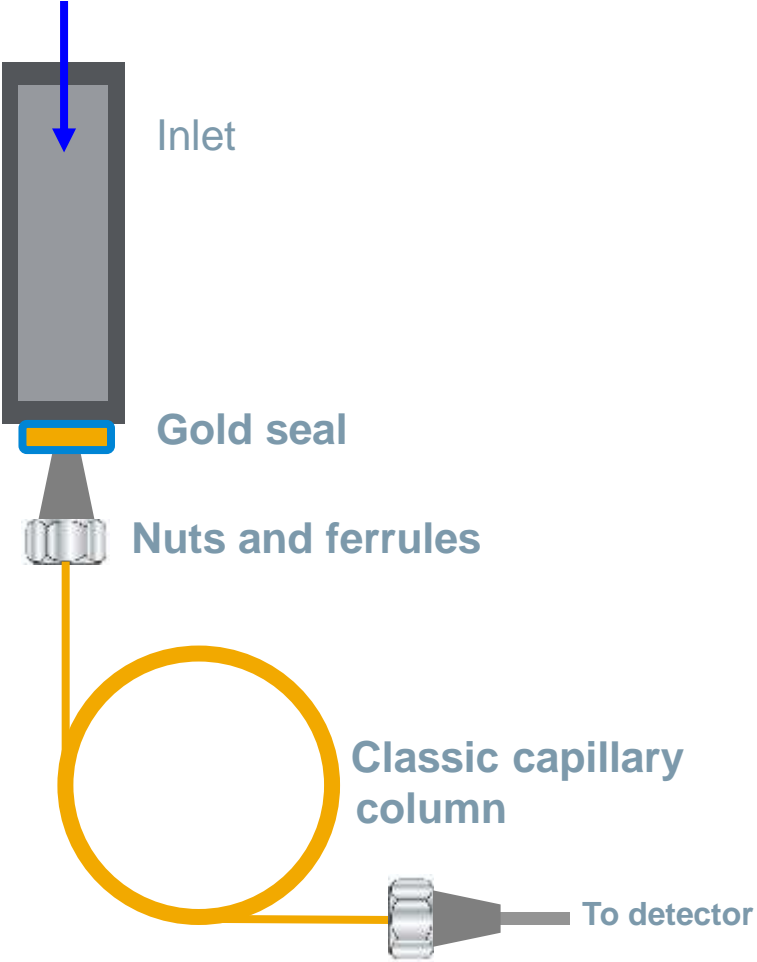 Inlet
Gold seal
Nuts and ferrules
Classic capillary
column
To detector